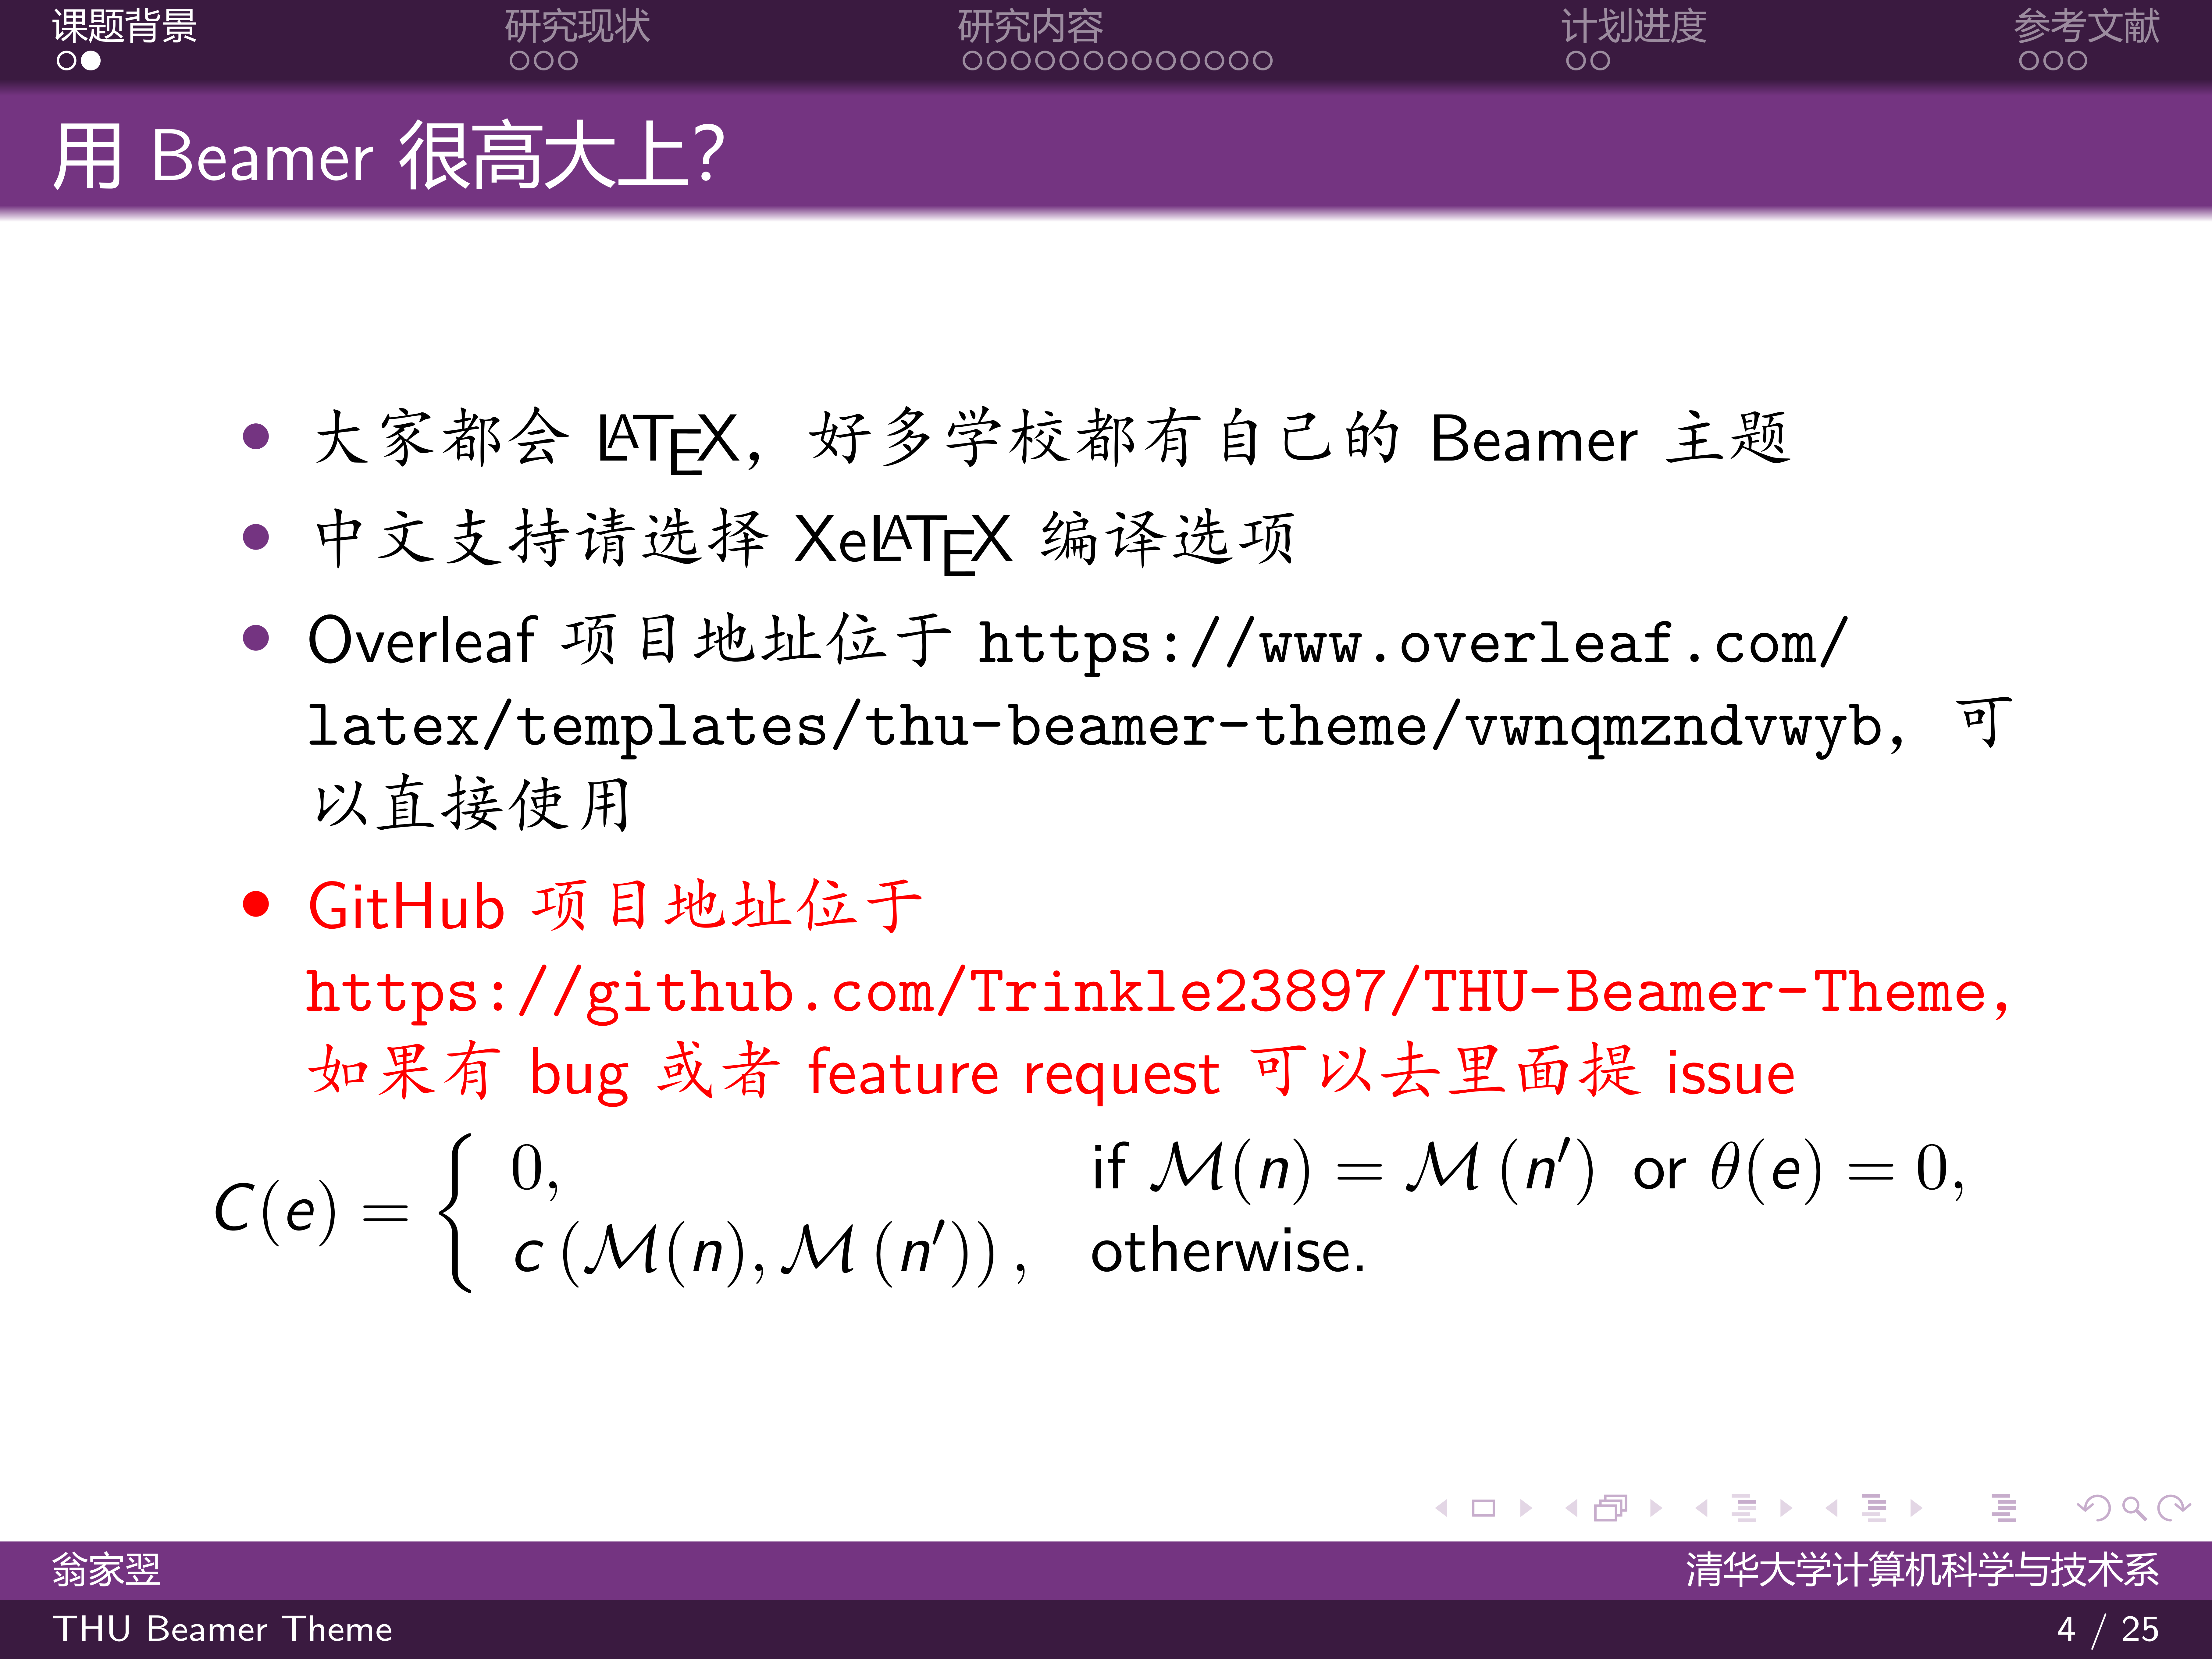 课题背景 研究现状 研究内容 计划进度 参考文献
用 Beamer 很高大上?
• 大家都会 LATEX，好多学校都有自己的 Beamer 主题
• 中文支持请选择 XeLATEX 编译选项
• Overleaf 项目地址位于 https://www.overleaf.com/
latex/templates/thu-beamer-theme/vwnqmzndvwyb，可
以直接使用
• GitHub 项目地址位于
https://github.com/Trinkle23897/THU-Beamer-Theme，
如果有 bug 或者 feature request 可以去里面提 issue
C(e) = { 0, if ℳ(n) = ℳ(n′) or θ(e) = 0,
c(ℳ(n), ℳ(n′)), otherwise.
翁家翌 清华大学计算机科学与技术系
THU Beamer Theme 4 / 25